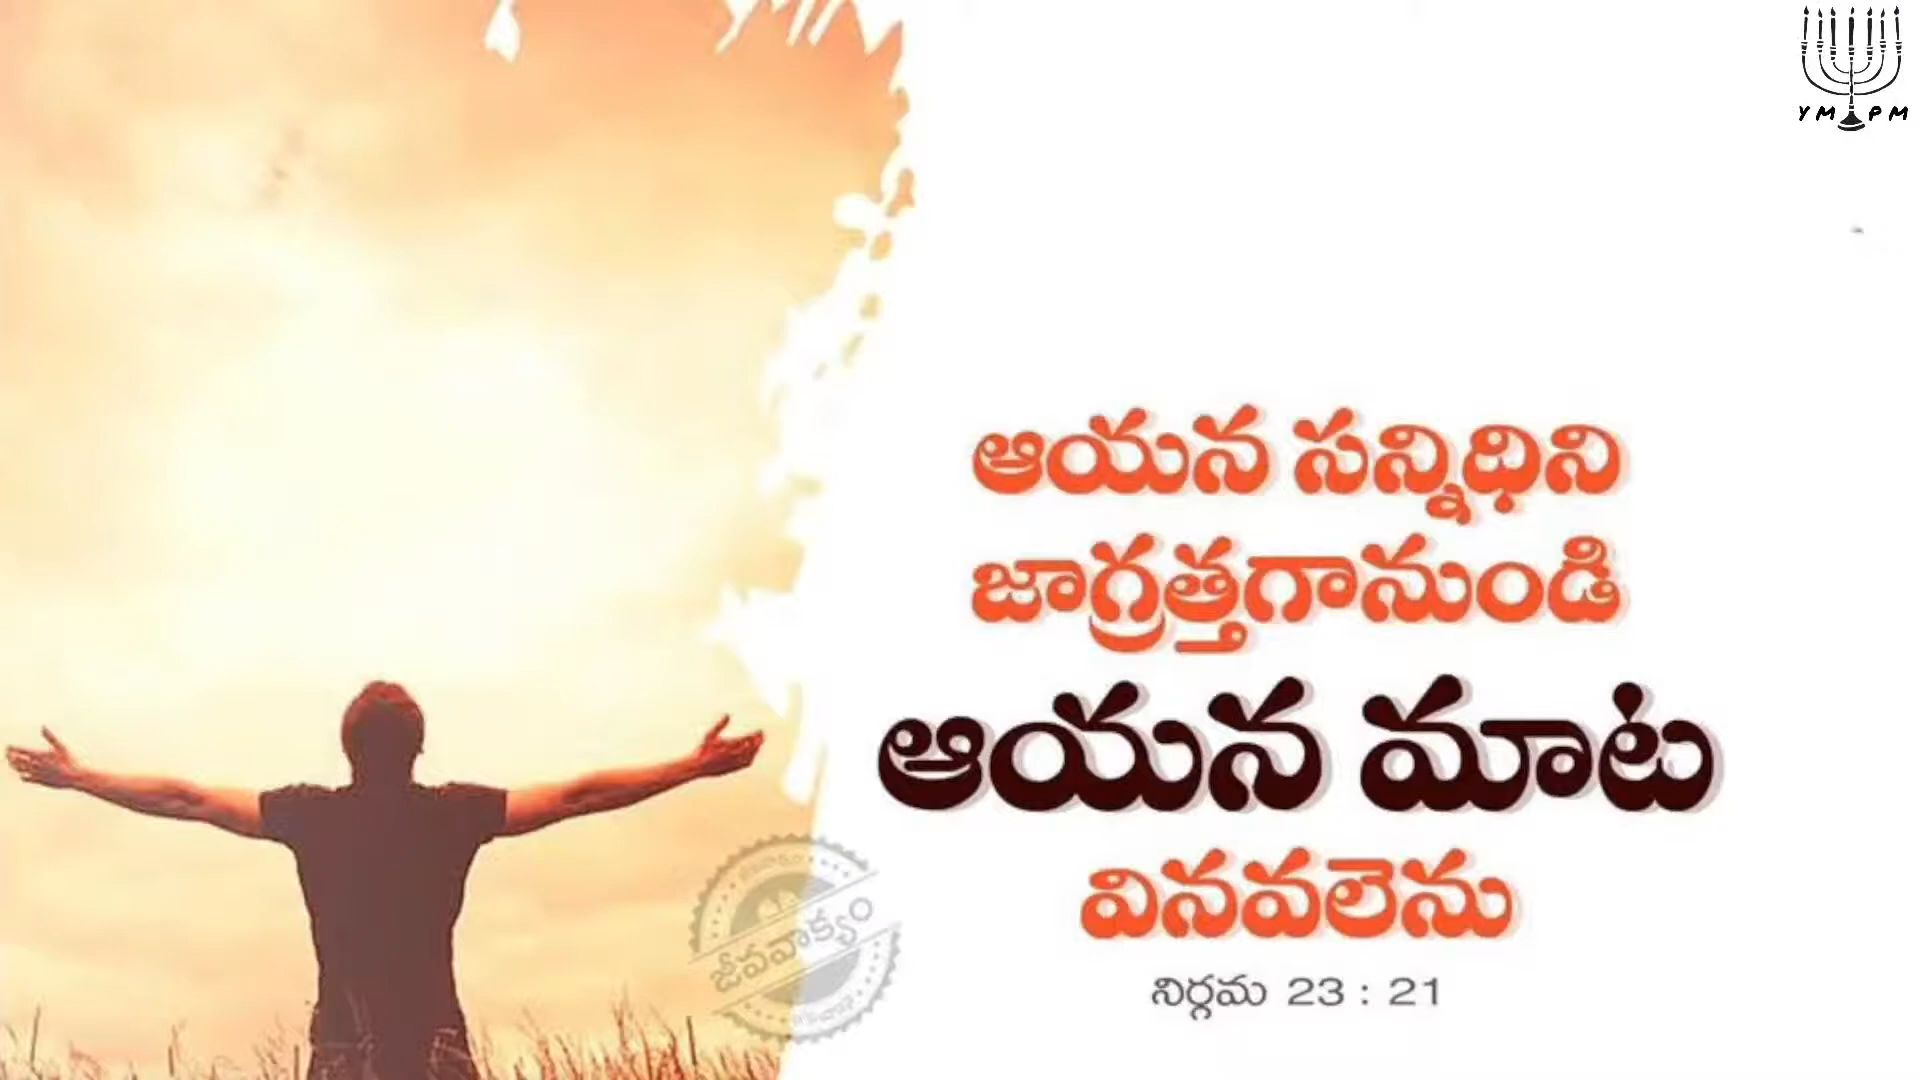 YM PM
ఆయన సన్నిధిని
జాగ్రత్తగానుండి
ఆయన మాట
వినవలెను
నిర్గమ 23 : 21
జీవవాక్యం